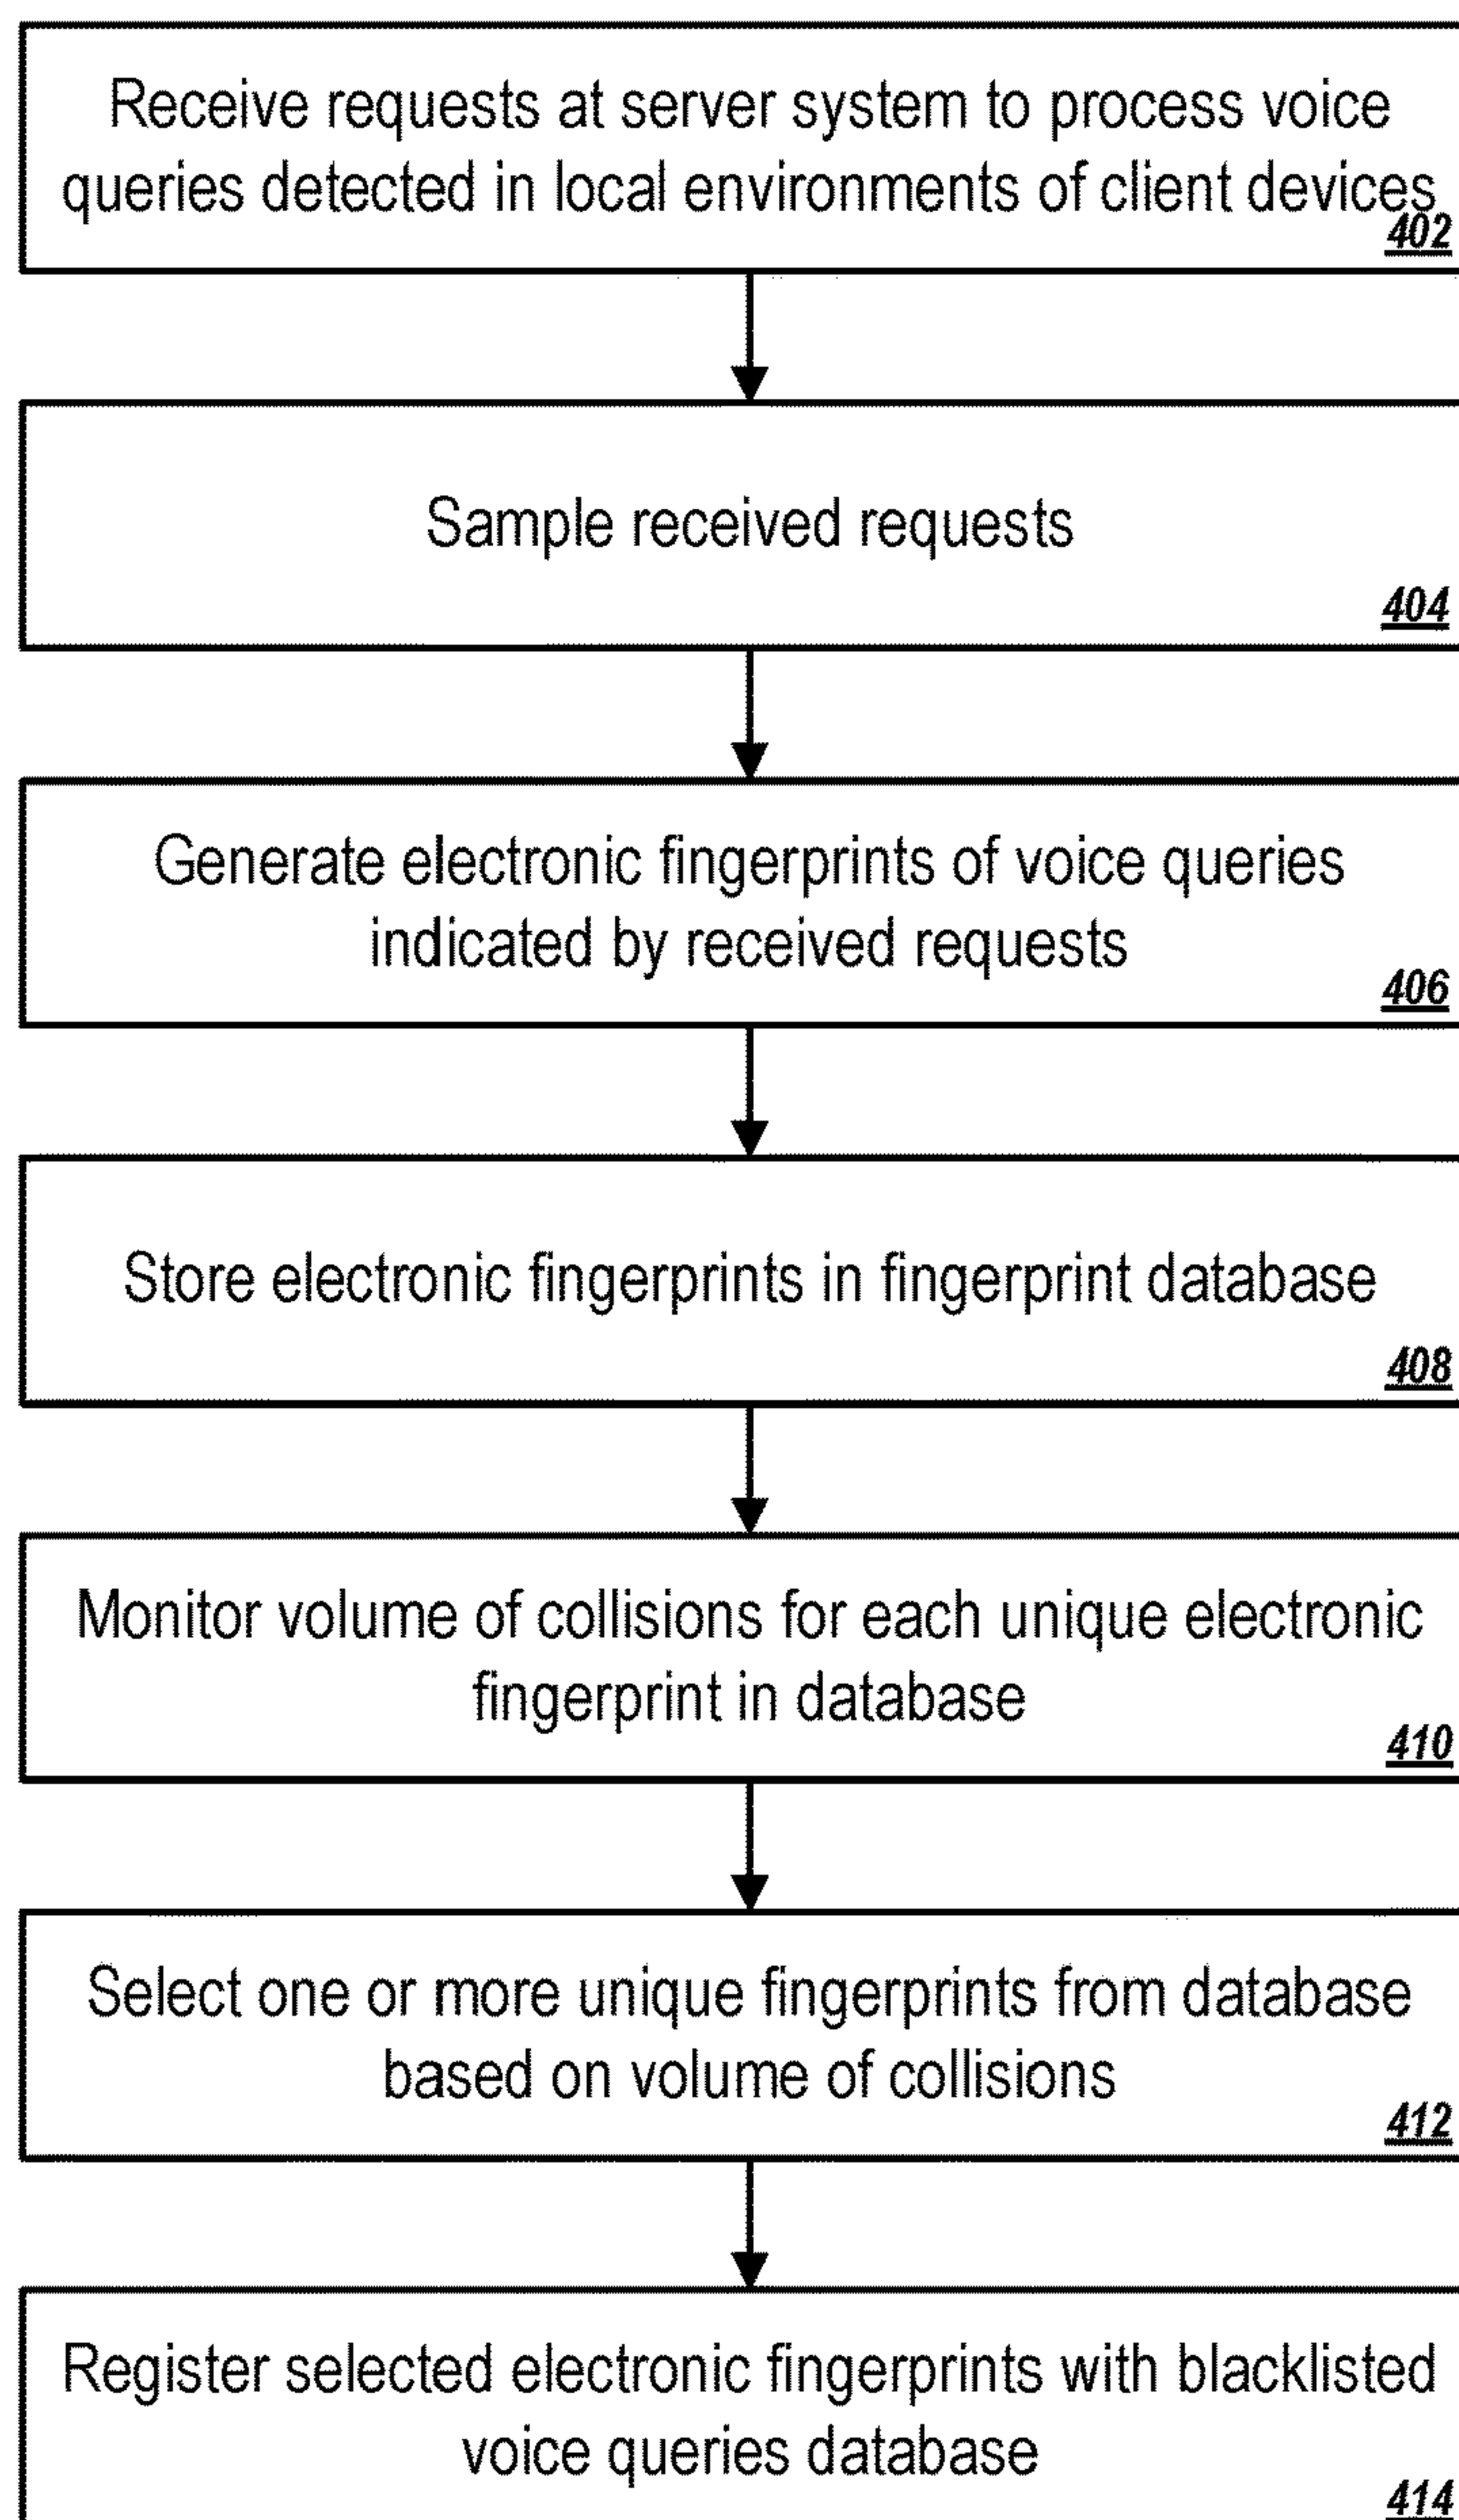 Receive requests at server system to process voice
queries detected in local environments of client devices
402
Sample received requests
404
Generate electronic fingerprints of voice queries
indicated by received requests
406
Store electronic fingerprints in fingerprint database
408
Monitor volume of collisions for each unique electronic
fingerprint in database
410
Select one or more unique fingerprints from database
based on volume of collisions
412
Register selected electronic fingerprints with blacklisted
voice queries database
414